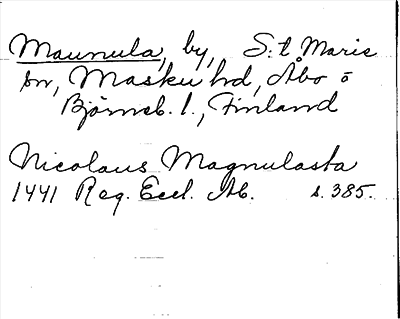 Maunula, by, S:t Marie
sn, Masku hd, Åbo o
Björneb. l., Finland
Nicolaus Magnulasta
1441 Reg. Eccl. Ab. s. 385.